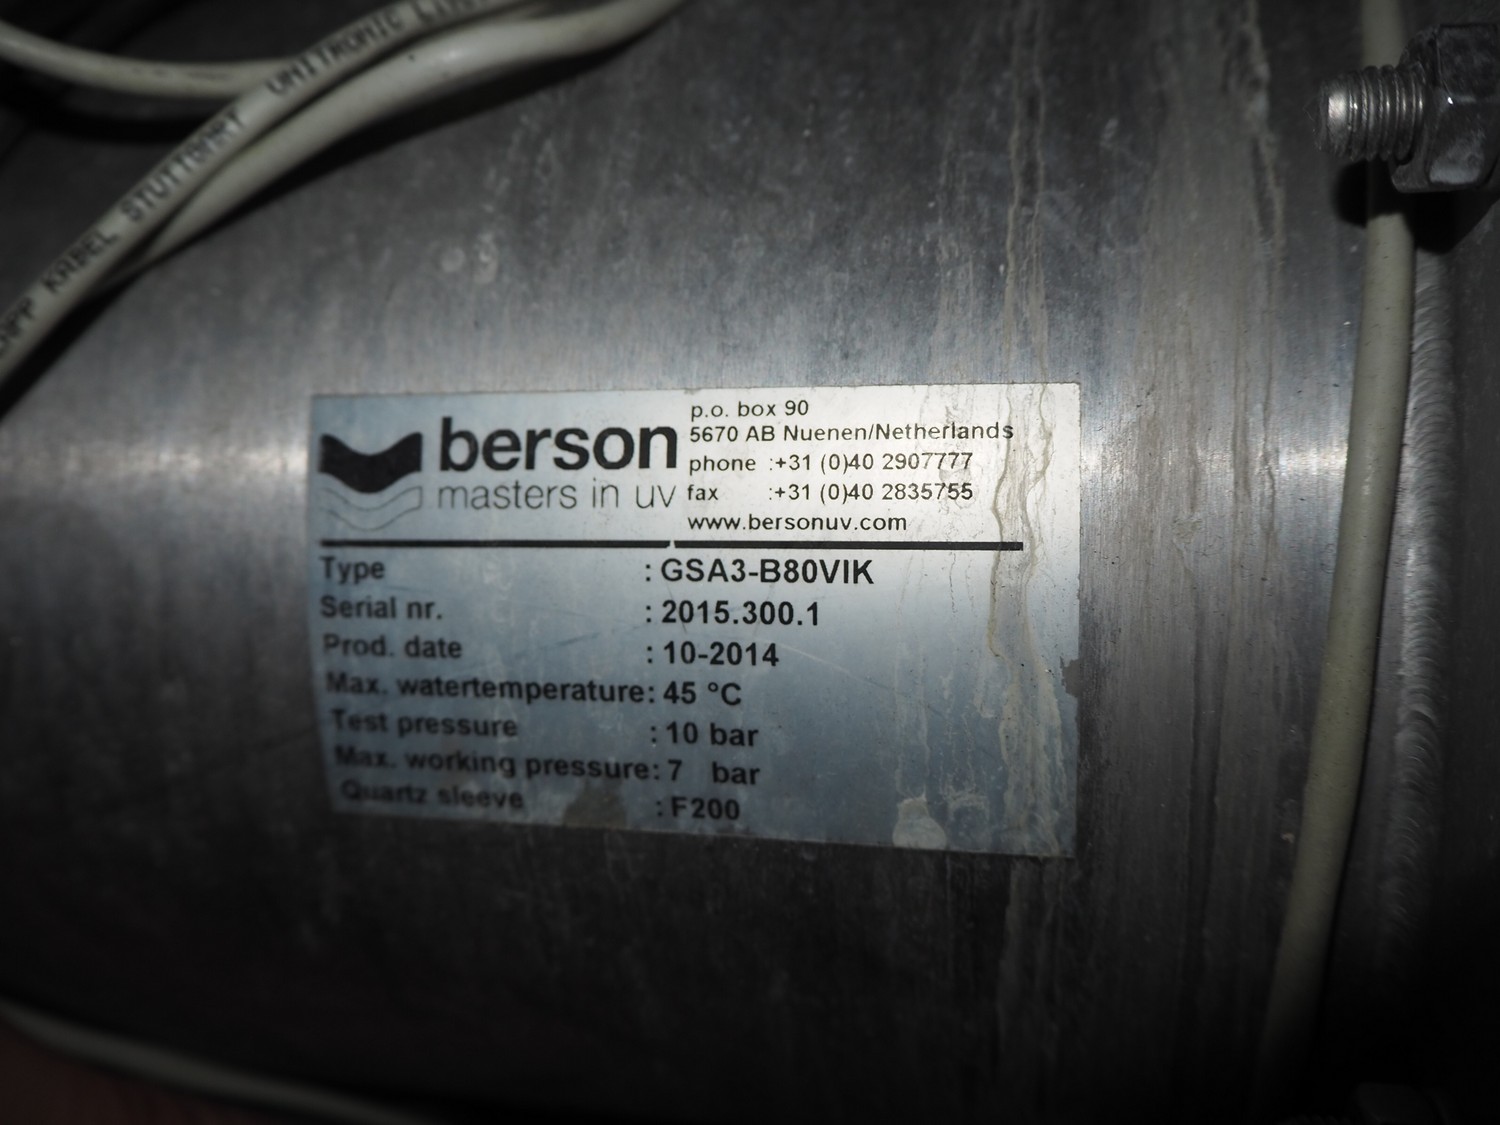 UNITRONIC
KABEL STUTTGART
berson
masters in uv
p.o. box 90
5670 AB Nuenen/Netherlands
phone :+31 (0)40 2907777
fax :+31 (0)40 2835755
www.bersonuv.com
Type : GSA3-B80VIK
Serial nr. : 2015.300.1
Prod. date : 10-2014
Max. watertemperature: 45 °C
Test pressure : 10 bar
Max. working pressure: 7 bar
Quartz sleeve : F200